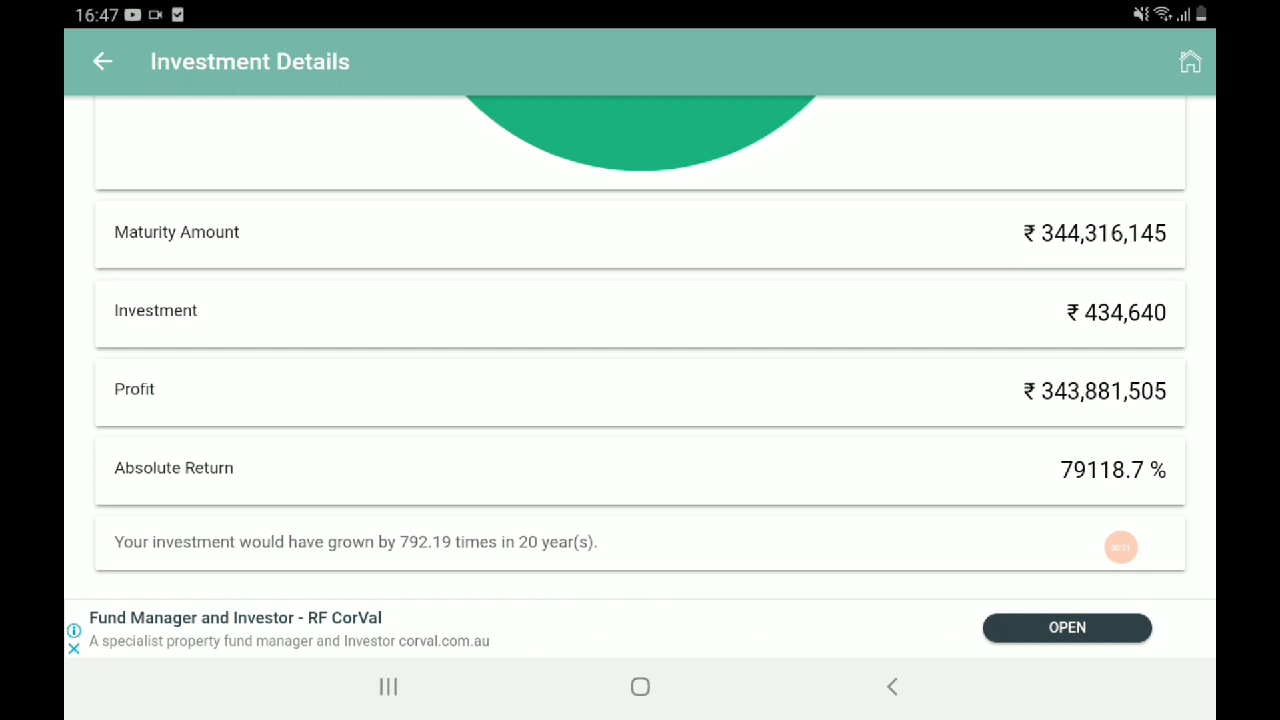 16:47
Investment Details
Maturity Amount
₹ 344,316,145
Investment
₹ 434,640
Profit
₹ 343,881,505
Absolute Return
79118.7 %
Your investment would have grown by 792.19 times in 20 year(s).
Fund Manager and Investor - RF CorVal
A specialist property fund manager and Investor corval.com.au
OPEN